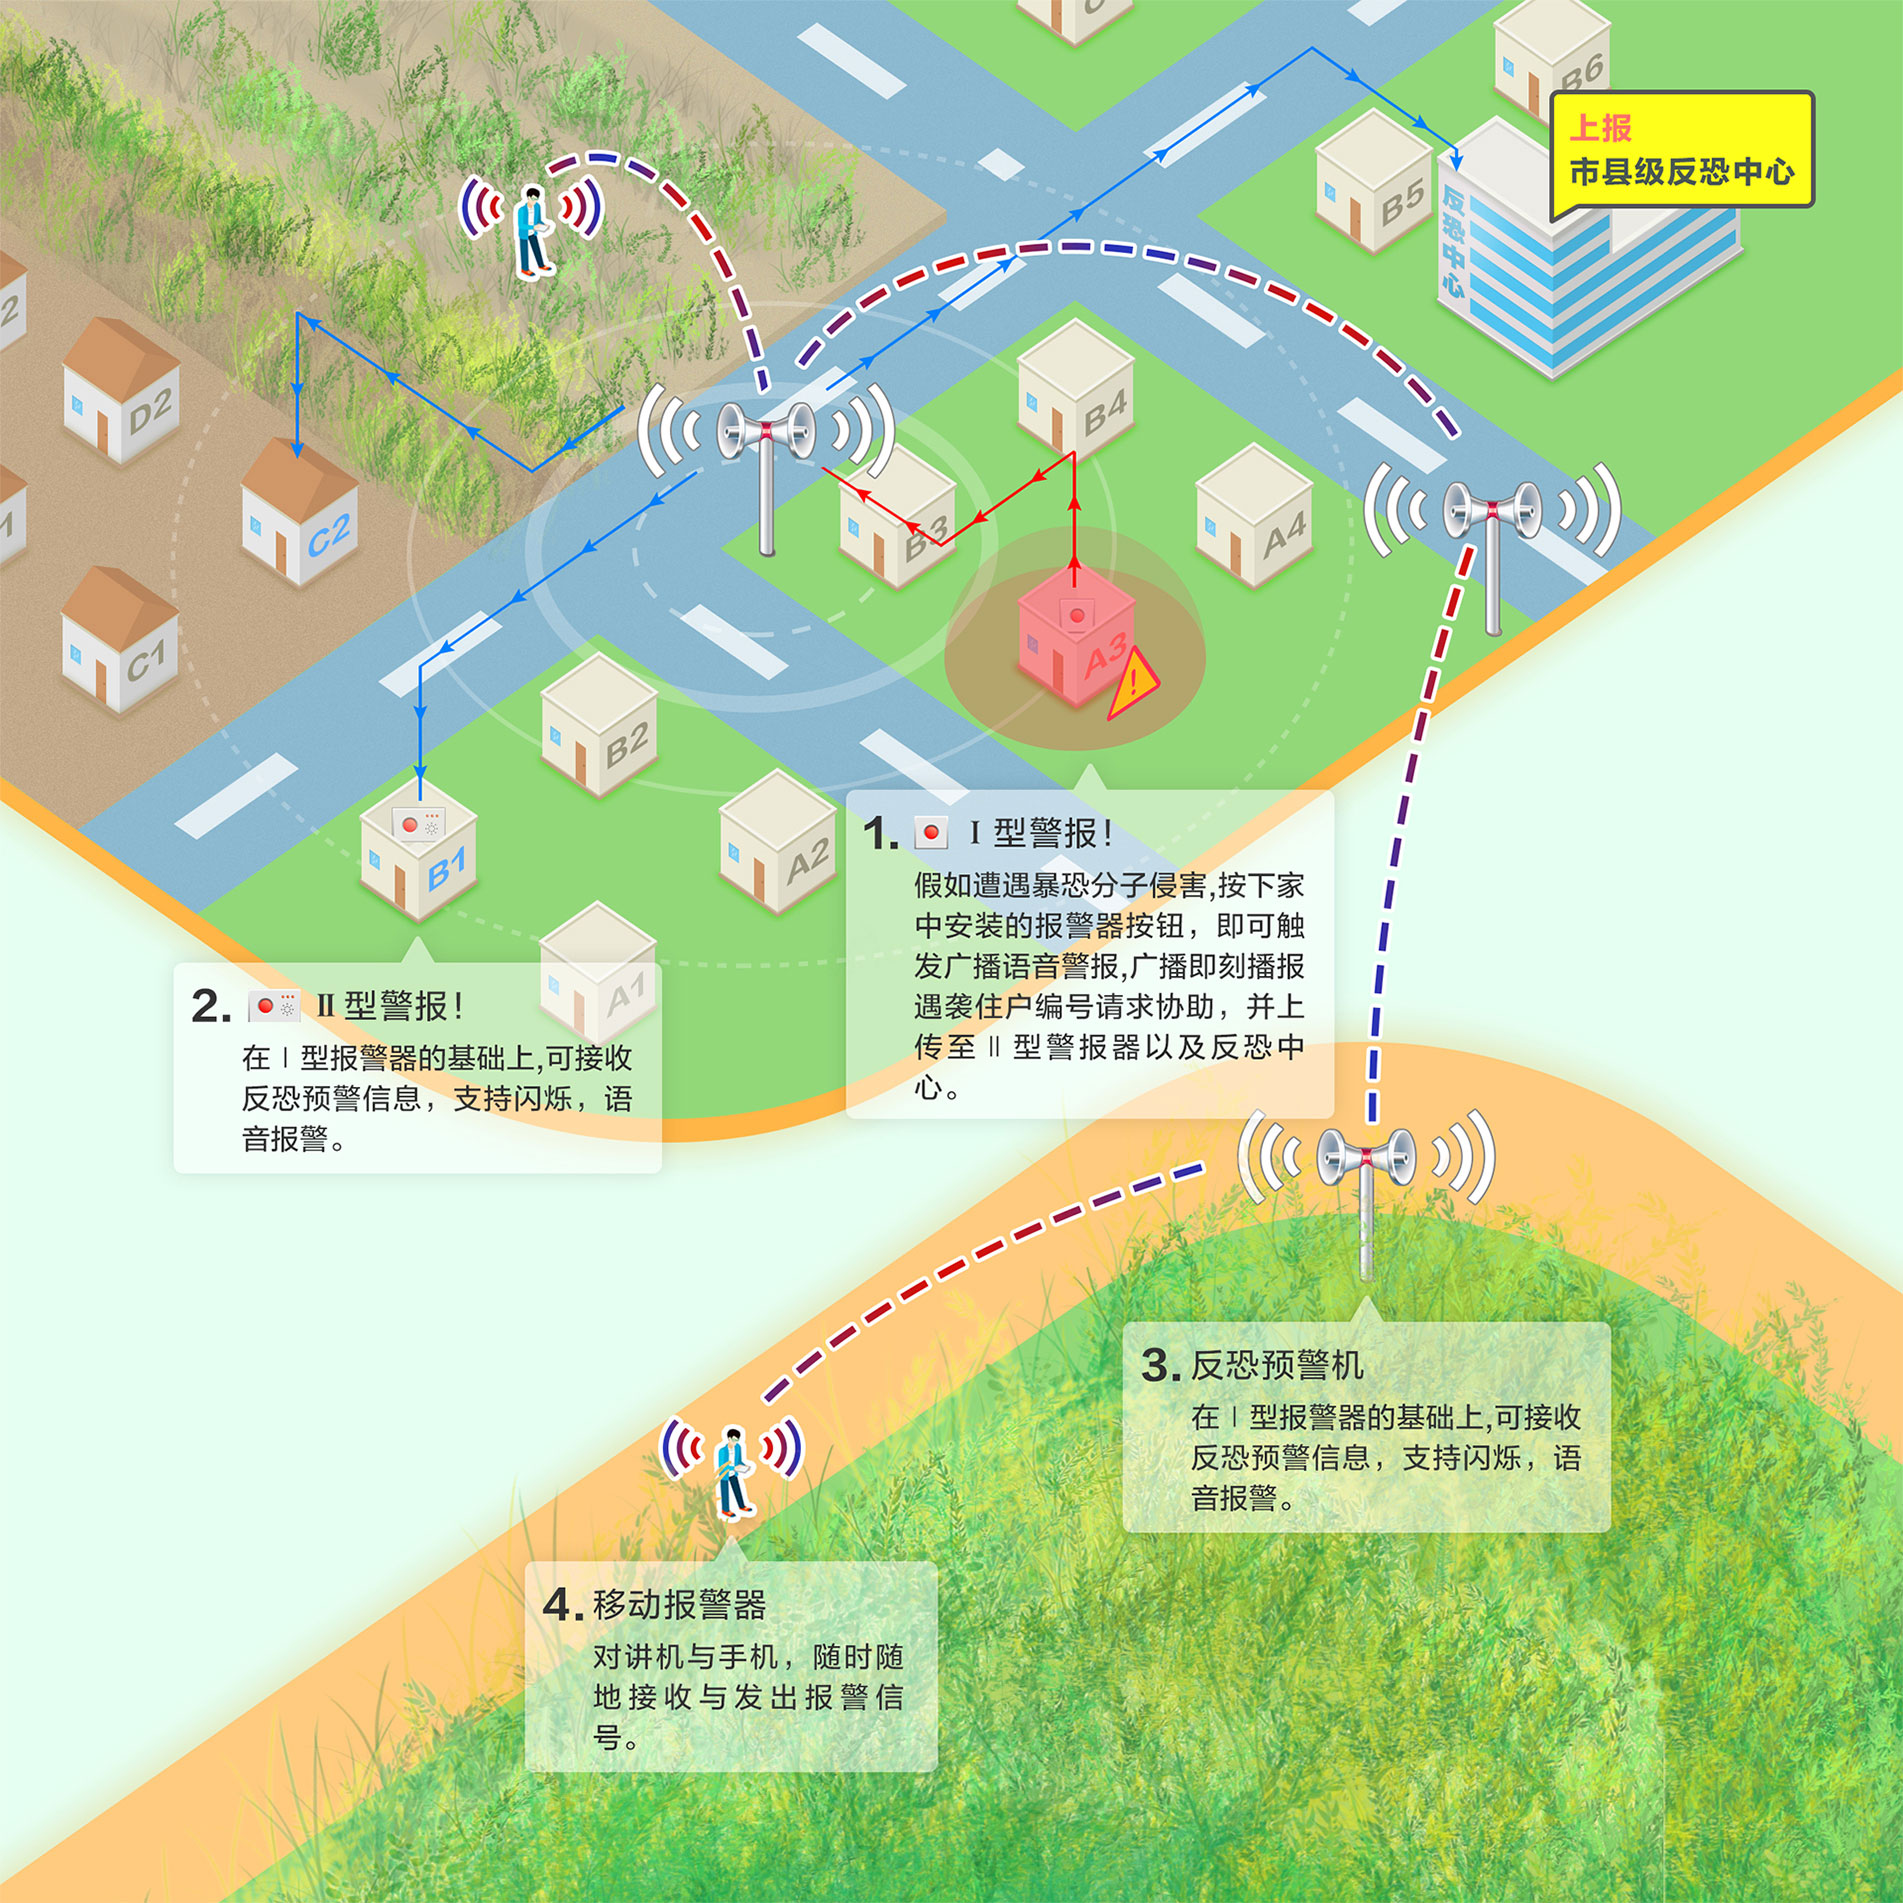 B6
上报
市县级反恐中心
B5
反恐中心
2
D2
B4
C2
B3
A4
1
C1
A3
B2
B1
A2
A1
1. I 型警报！
假如遭遇暴恐分子侵害,按下家
中安装的报警器按钮，即可触
发广播语音警报,广播即刻播报
遇袭住户编号请求协助，并上
传至 II 型警报器以及反恐中
心。
2. II 型警报！
在 I 型报警器的基础上,可接收
反恐预警信息，支持闪烁，语
音报警。
3. 反恐预警机
在 I 型报警器的基础上,可接收
反恐预警信息，支持闪烁，语
音报警。
4. 移动报警器
对讲机与手机，随时随
地接收与发出报警信
号。